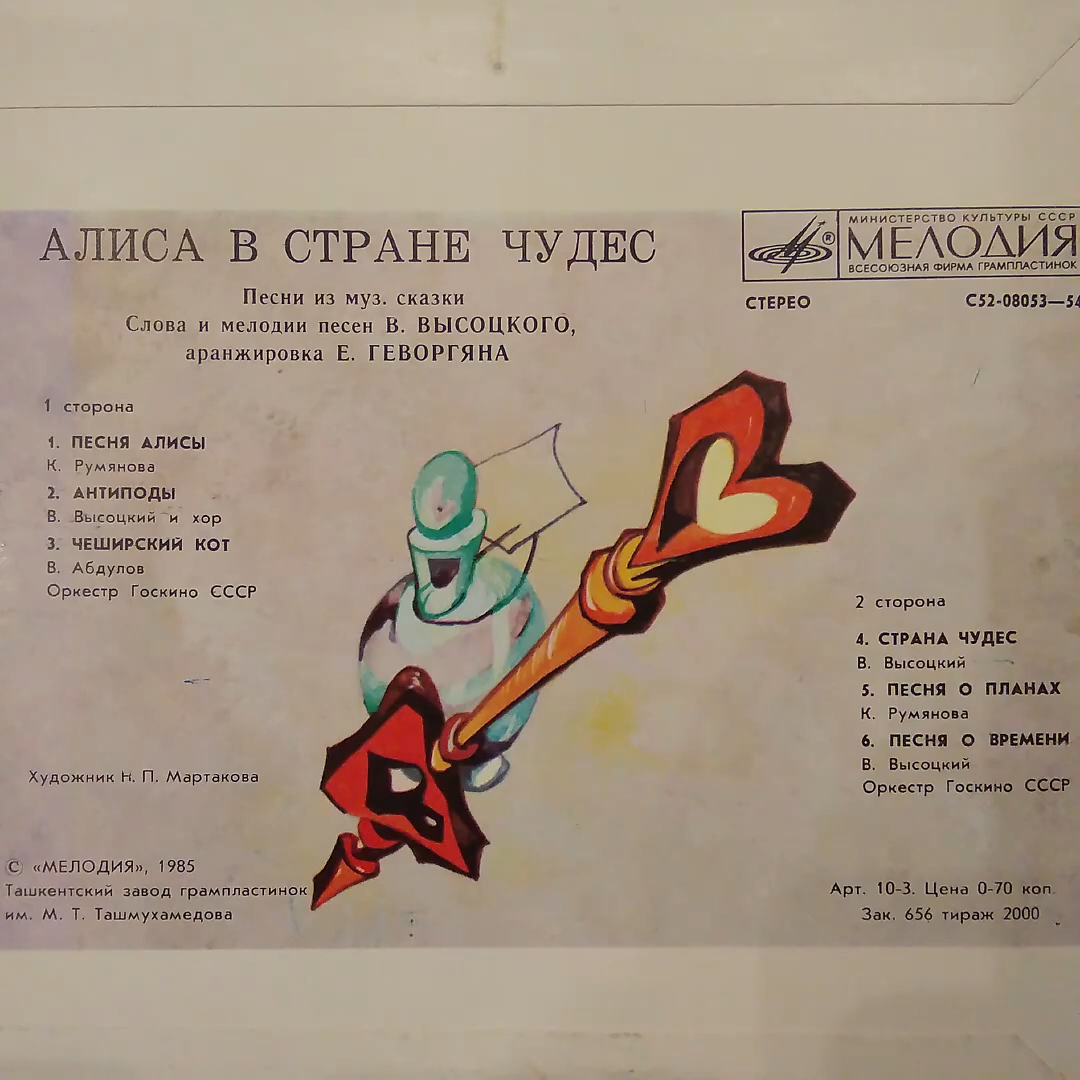 АЛИСА В СТРАНЕ ЧУДЕС
Песни из муз. сказки
Слова и мелодии песен В. ВЫСОЦКОГО,
аранжировка Е. ГЕВОРГЯНА
МИНИСТЕРСТВО КУЛЬТУРЫ СССР
®
МЕЛОДИЯ
ВСЕСОЮЗНАЯ ФИРМА ГРАМПЛАСТИНОК
СТЕРЕО
С52-08053—54
1 сторона
1. ПЕСНЯ АЛИСЫ
К. Румянова
2. АНТИПОДЫ
В. Высоцкий и хор
3. ЧЕШИРСКИЙ КОТ
В. Абдулов
Оркестр Госкино СССР
2 сторона
4. СТРАНА ЧУДЕС
В. Высоцкий
5. ПЕСНЯ О ПЛАНАХ
К. Румянова
6. ПЕСНЯ О ВРЕМЕНИ
В. Высоцкий
Оркестр Госкино СССР
Художник Н. П. Мартакова
© «МЕЛОДИЯ», 1985
Ташкентский завод грампластинок
им. М. Т. Ташмухамедова
Арт. 10-3. Цена 0-70 коп.
Зак. 656 тираж 2000